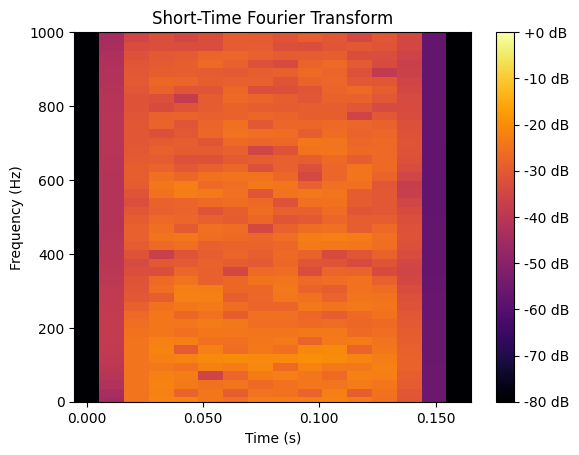 Short-Time Fourier Transform
1000
800
600
400
200
0
Frequency (Hz)
0.000
0.050
0.100
0.150
Time (s)
+0 dB
-10 dB
-20 dB
-30 dB
-40 dB
-50 dB
-60 dB
-70 dB
-80 dB